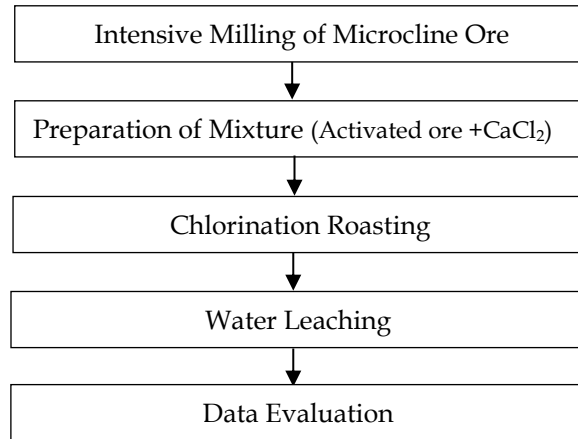 Intensive Milling of Microcline Ore
Preparation of Mixture (Activated ore +CaCl₂)
Chlorination Roasting
Water Leaching
Data Evaluation